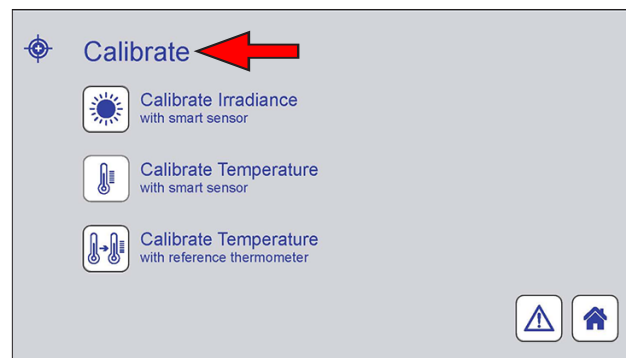 Calibrate
Calibrate Irradiance
with smart sensor
Calibrate Temperature
with smart sensor
Calibrate Temperature
with reference thermometer